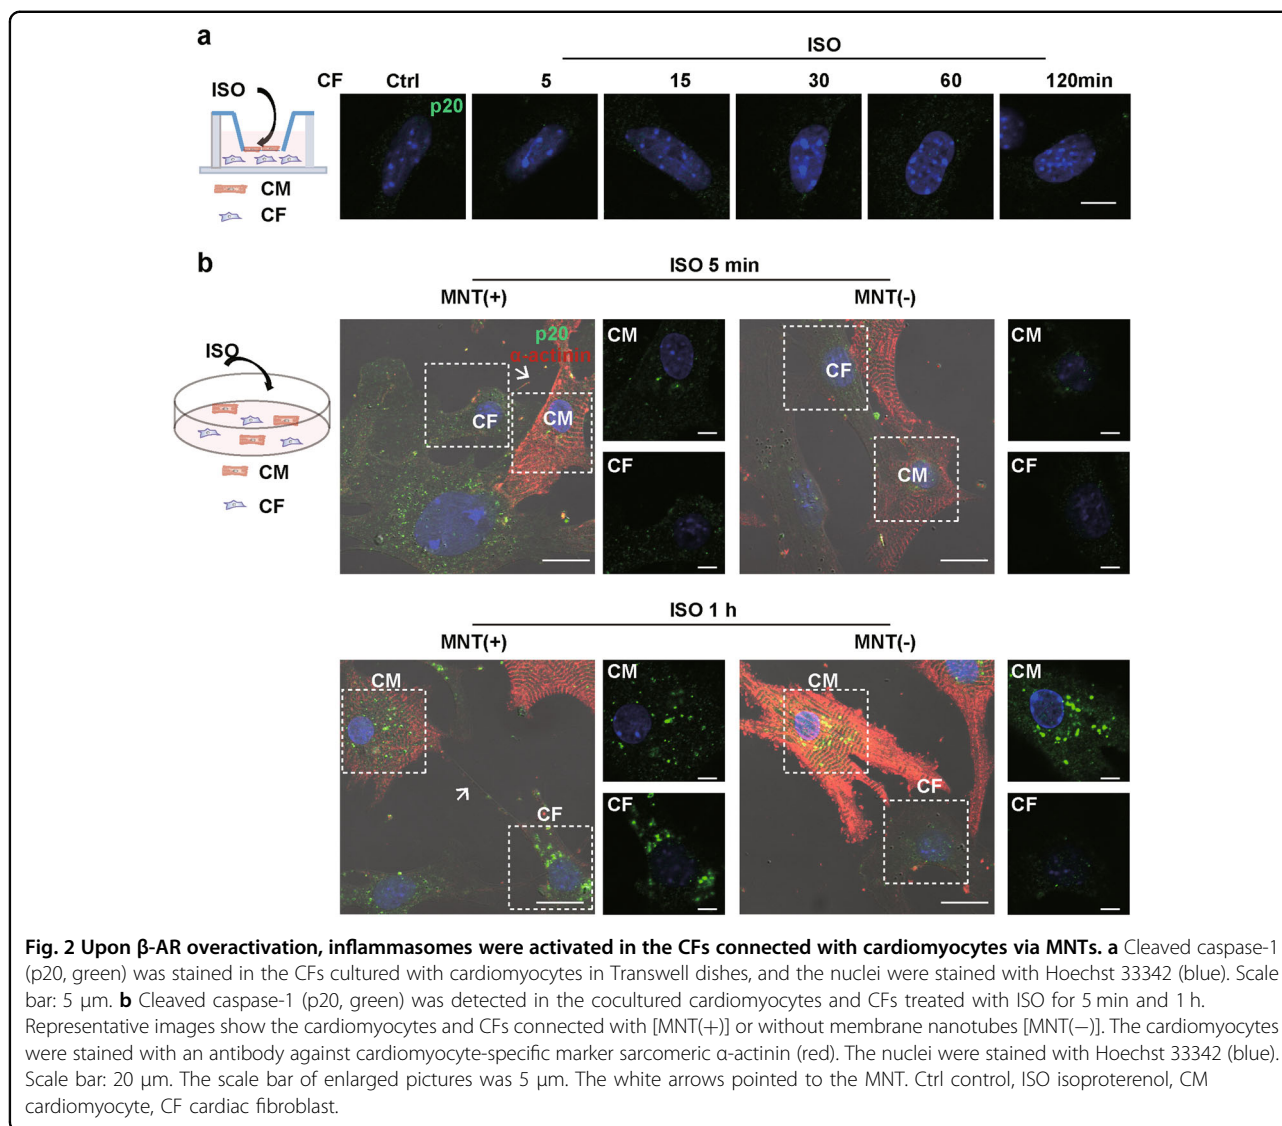 a
ISO
ISO
CF Ctrl 5 15 30 60 120min
p20
CM
CF
b
ISO 5 min
MNT(+) MNT(-)
ISO
p20
α-actinin
CF
CM
CM
CF
CF
CM
CM
CF
CM
CF
ISO 1 h
MNT(+) MNT(-)
CM
CF
CM
CF
CM
CF
CM
CF
Fig. 2 Upon β-AR overactivation, inflammasomes were activated in the CFs connected with cardiomyocytes via MNTs. a Cleaved caspase-1
(p20, green) was stained in the CFs cultured with cardiomyocytes in Transwell dishes, and the nuclei were stained with Hoechst 33342 (blue). Scale
bar: 5 μm. b Cleaved caspase-1 (p20, green) was detected in the cocultured cardiomyocytes and CFs treated with ISO for 5 min and 1 h.
Representative images show the cardiomyocytes and CFs connected with [MNT(+)] or without membrane nanotubes [MNT(−)]. The cardiomyocytes
were stained with an antibody against cardiomyocyte-specific marker sarcomeric α-actinin (red). The nuclei were stained with Hoechst 33342 (blue).
Scale bar: 20 μm. The scale bar of enlarged pictures was 5 μm. The white arrows pointed to the MNT. Ctrl control, ISO isoproterenol, CM
cardiomyocyte, CF cardiac fibroblast.